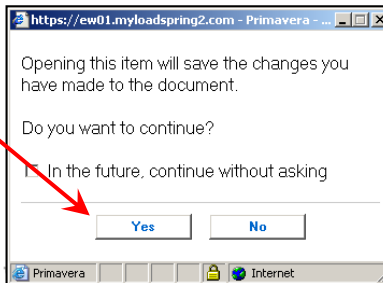 https://ew01.myloadspring2.com - Primavera - ...
Opening this item will save the changes you
have made to the document.
Do you want to continue?
In the future, continue without asking
Yes No
Primavera Internet